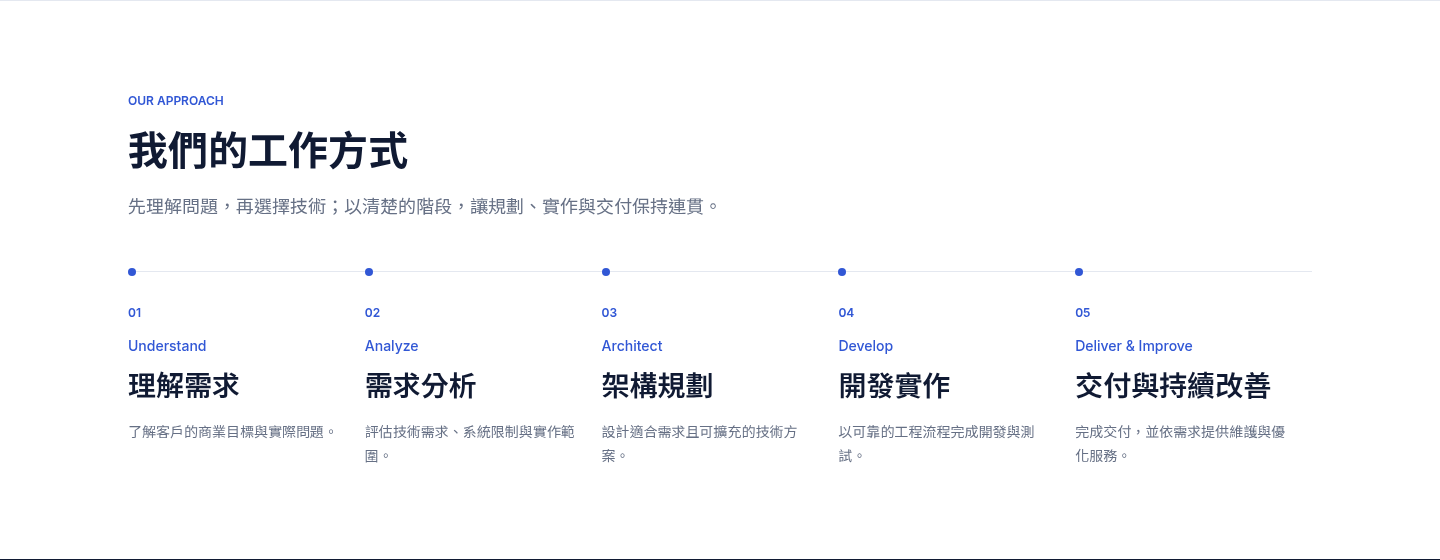 OUR APPROACH
我們的工作方式
先理解問題，再選擇技術；以清楚的階段，讓規劃、實作與交付保持連貫。
01
Understand
理解需求
了解客戶的商業目標與實際問題。
02
Analyze
需求分析
評估技術需求、系統限制與實作範
圍。
03
Architect
架構規劃
設計適合需求且可擴充的技術方
案。
04
Develop
開發實作
以可靠的工程流程完成開發與測
試。
05
Deliver & Improve
交付與持續改善
完成交付，並依需求提供維護與優
化服務。